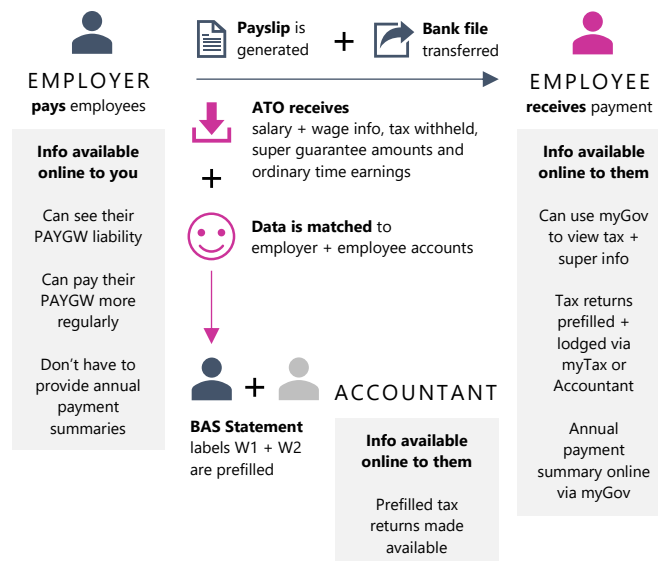 Payslip is
generated
+
Bank file
transferred
EMPLOYER
pays employees
Info available
online to you
Can see their
PAYGW liability
Can pay their
PAYGW more
regularly
Don't have to
provide annual
payment
summaries
ATO receives
salary + wage info, tax withheld,
super guarantee amounts and
ordinary time earnings
+
Data is matched to
employer + employee accounts
+
BAS Statement
labels W1 + W2
are prefilled
ACCOUNTANT
Info available
online to them
Prefilled tax
returns made
available
EMPLOYEE
receives payment
Info available
online to them
Can use myGov
to view tax +
super info
Tax returns
prefilled +
lodged via
myTax or
Accountant
Annual
payment
summary online
via myGov